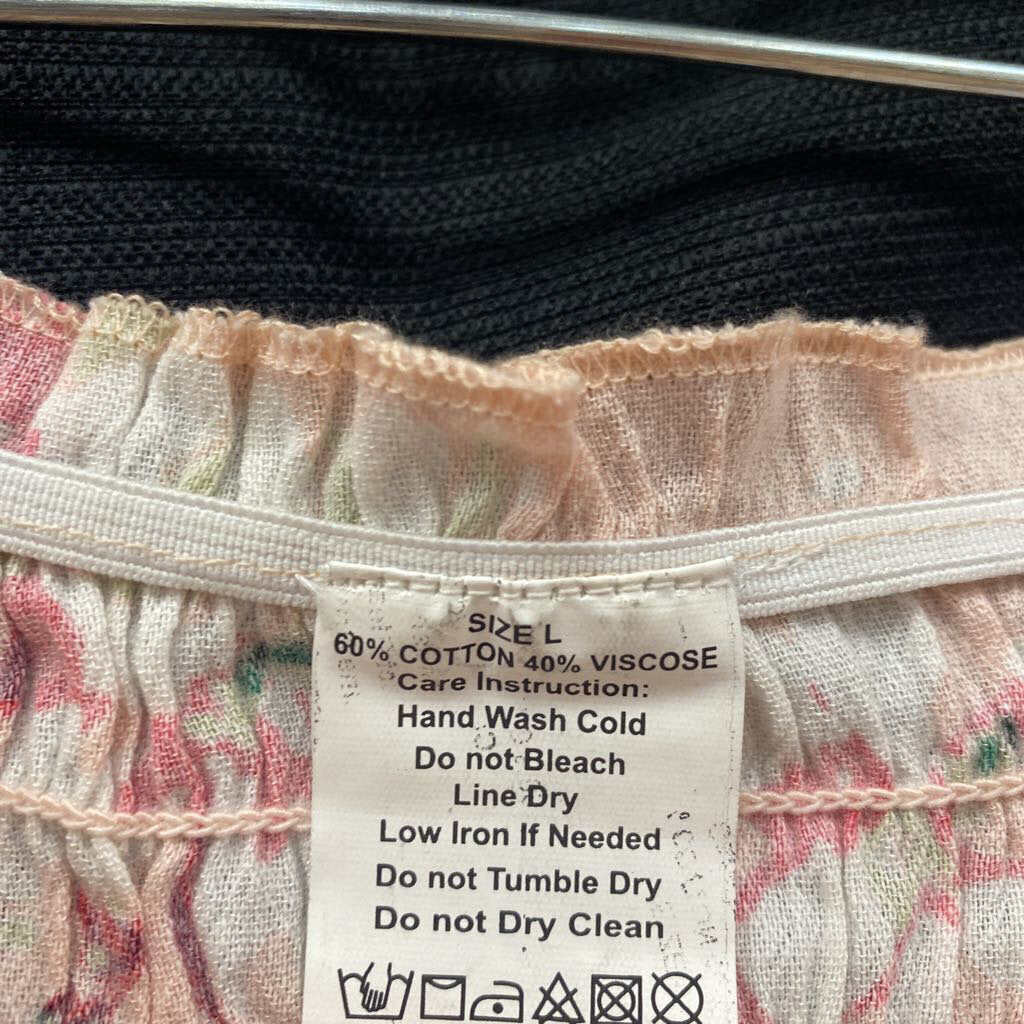 SIZE L
60% COTTON 40% VISCOSE
Care Instruction:
Hand Wash Cold
Do not Bleach
Line Dry
Low Iron If Needed
Do not Tumble Dry
Do not Dry Clean